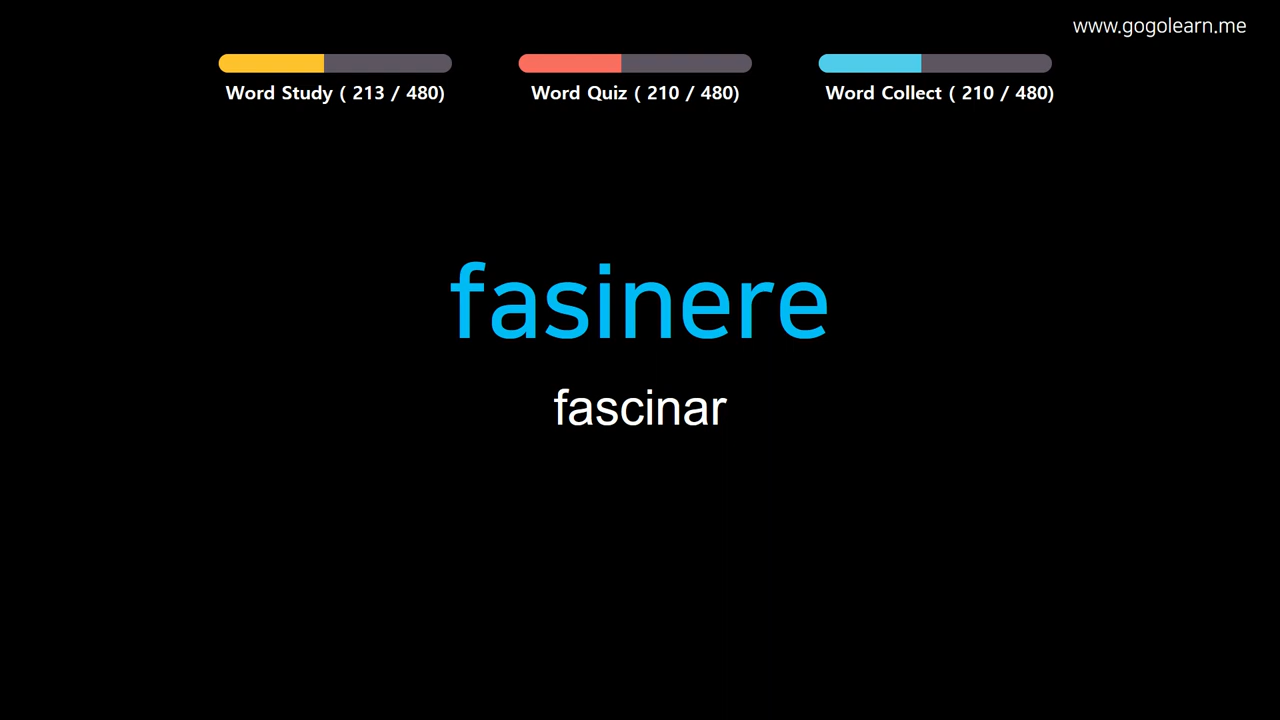 www.gogolearn.me
Word Study ( 213 / 480)
Word Quiz ( 210 / 480)
Word Collect ( 210 / 480)
fasinere
fascinar